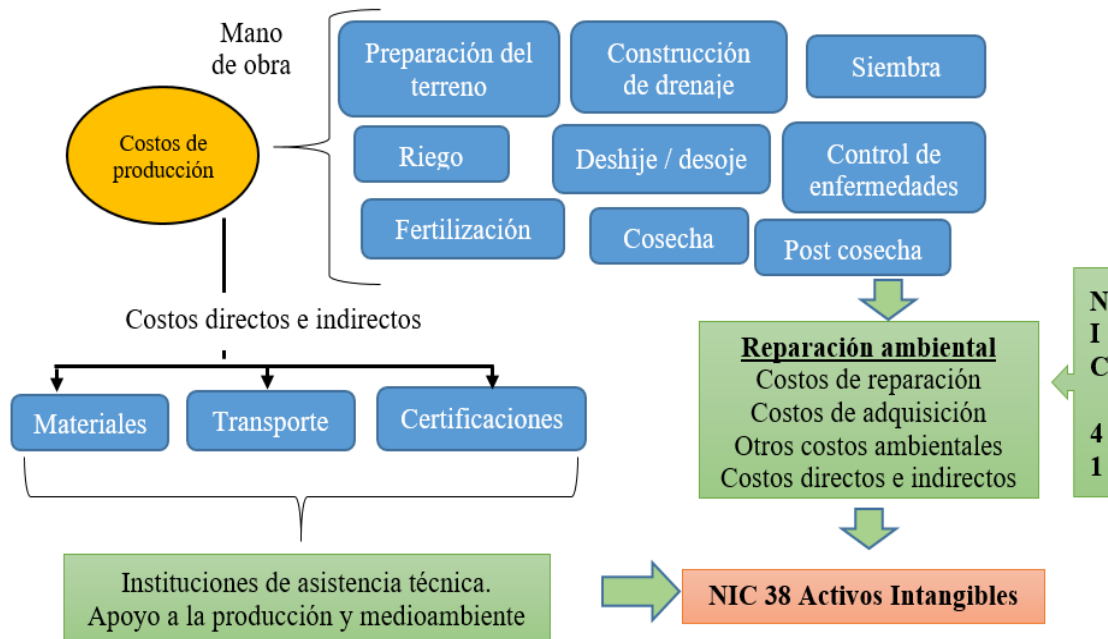 Mano
de obra
Preparación del
terreno
Construcción
de drenaje
Siembra
Costos de
producción
Riego
Deshije / desoje
Control de
enfermedades
Fertilización
Cosecha
Post cosecha
Costos directos e indirectos
Materiales
Transporte
Certificaciones
Reparación ambiental
Costos de reparación
Costos de adquisición
Otros costos ambientales
Costos directos e indirectos
N
I
C
4
1
Instituciones de asistencia técnica.
Apoyo a la producción y medioambiente
NIC 38 Activos Intangibles